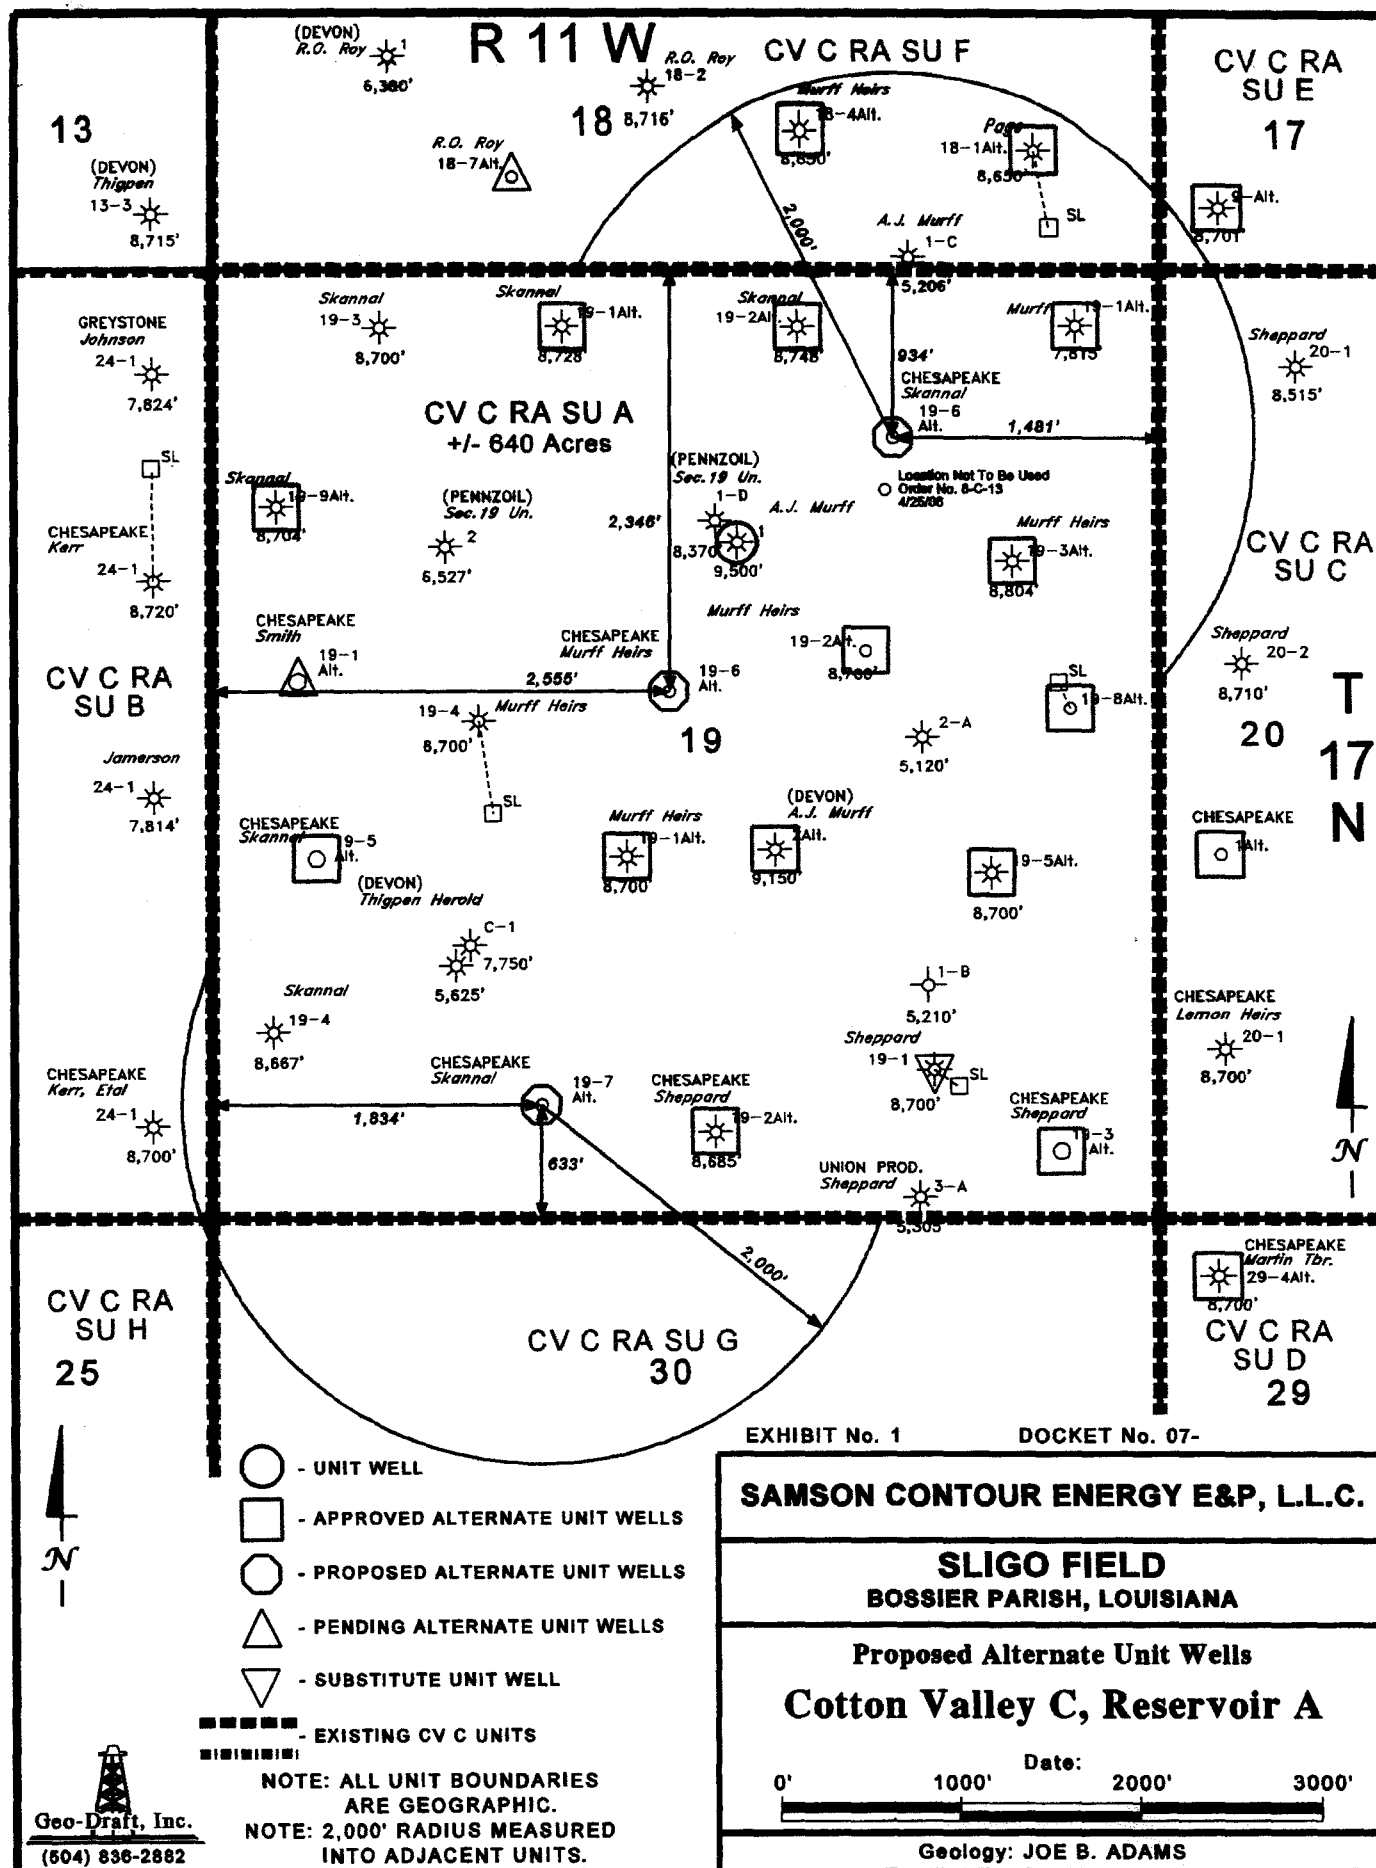 R 11 W
(DEVON)
R.O. Roy
1
6,380'
R.O. Roy
18-2
8,716'
18
CV C RA SU F
CV C RA
SU E
17
13
Murff Heirs
18-4Alt.
8,850'
Page
18-1Alt.
8,650'
SL
R.O. Roy
18-7Alt.
(DEVON)
Thigpen
13-3
8,715'
2,000'
A.J. Murff
1-C
5,206'
9-Alt.
8,701'
GREYSTONE
Johnson
24-1
7,824'
Skannal
19-3
8,700'
Skannal
19-1Alt.
8,728'
Skannal
19-2Alt.
8,748'
Murff
19-1Alt.
7,815'
Sheppard
20-1
8,515'
934'
CHESAPEAKE
Skannal
19-6
Alt.
1,481'
CV C RA SU A
+/- 640 Acres
SL
Skannal
19-9Alt.
8,704'
(PENNZOIL)
Sec.19 Un.
2
6,527'
2,346'
(PENNZOIL)
Sec.19 Un.
1-D
8,370'
A.J. Murff
1
9,500'
Location Not To Be Used
Order No. 8-C-13
4/25/06
Murff Heirs
19-3Alt.
8,804'
CHESAPEAKE
Kerr
24-1
8,720'
CV C RA
SU C
CHESAPEAKE
Smith
19-1
Alt.
CHESAPEAKE
Murff Heirs
19-6
Alt.
2,555'
Murff Heirs
19-2Alt.
8,700'
Sheppard
20-2
8,710'
CV C RA
SU B
19-4
Murff Heirs
8,700'
SL
19
2-A
5,120'
SL
19-8Alt.
20
T
17
N
Jamerson
24-1
7,814'
CHESAPEAKE
Skannal
19-5
Alt.
Murff Heirs
19-1Alt.
8,700'
(DEVON)
A.J. Murff
2Alt.
9,150'
19-5Alt.
8,700'
CHESAPEAKE
1Alt.
(DEVON)
Thigpen Herold
C-1
7,750'
5,625'
Skannal
19-4
8,667'
1-B
5,210'
CHESAPEAKE
Lemon Heirs
20-1
8,700'
CHESAPEAKE
Kerr, Etal
24-1
8,700'
CHESAPEAKE
Skannal
19-7
Alt.
1,834'
633'
CHESAPEAKE
Sheppard
19-2Alt.
8,685'
Sheppard
19-1
SL
8,700'
CHESAPEAKE
Sheppard
19-3
Alt.
N
UNION PROD.
Sheppard
3-A
5,305'
2,000'
CHESAPEAKE
Martin Tbr.
29-4Alt.
8,700'
CV C RA
SU H
25
CV C RA SU G
30
CV C RA
SU D
29
EXHIBIT No. 1
DOCKET No. 07-
N
- UNIT WELL
- APPROVED ALTERNATE UNIT WELLS
- PROPOSED ALTERNATE UNIT WELLS
- PENDING ALTERNATE UNIT WELLS
- SUBSTITUTE UNIT WELL
- EXISTING CV C UNITS
NOTE: ALL UNIT BOUNDARIES
ARE GEOGRAPHIC.
NOTE: 2,000' RADIUS MEASURED
INTO ADJACENT UNITS.
Geo-Draft, Inc.
(504) 836-2882
SAMSON CONTOUR ENERGY E&P, L.L.C.
SLIGO FIELD
BOSSIER PARISH, LOUISIANA
Proposed Alternate Unit Wells
Cotton Valley C, Reservoir A
Date:
0' 1000' 2000' 3000'
Geology: JOE B. ADAMS